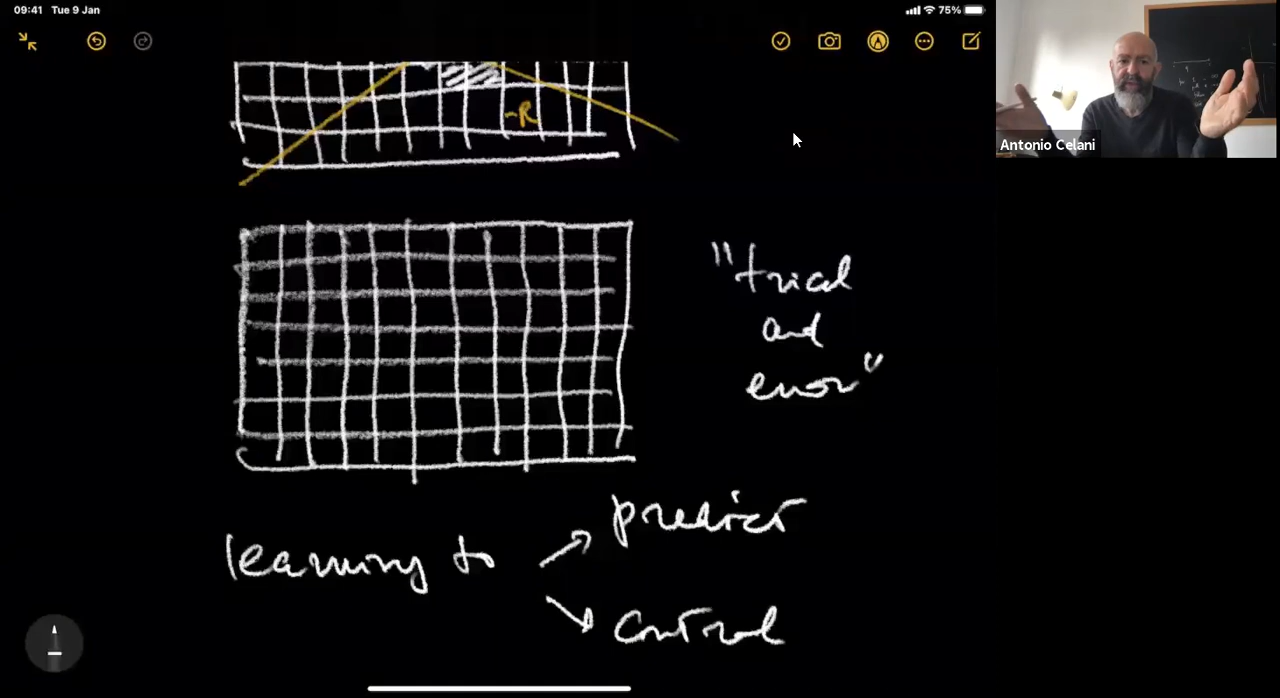 09:41 Tue 9 Jan 75%
Antonio Celani
-R
"trial
and
error"
learning to
predict
control